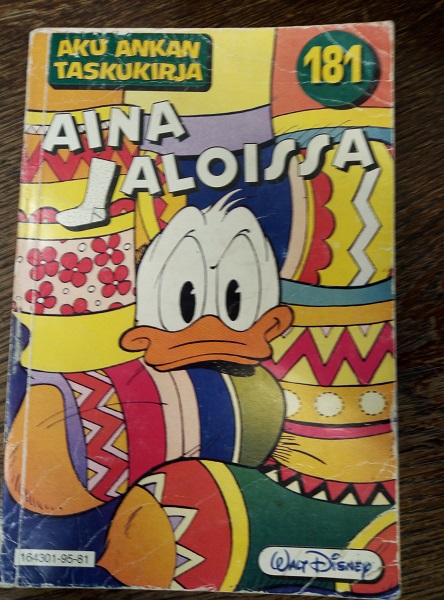 AKU ANKAN
TASKUKIRJA
181
AINA
JALOISSA
164301-95-81
Walt Disney